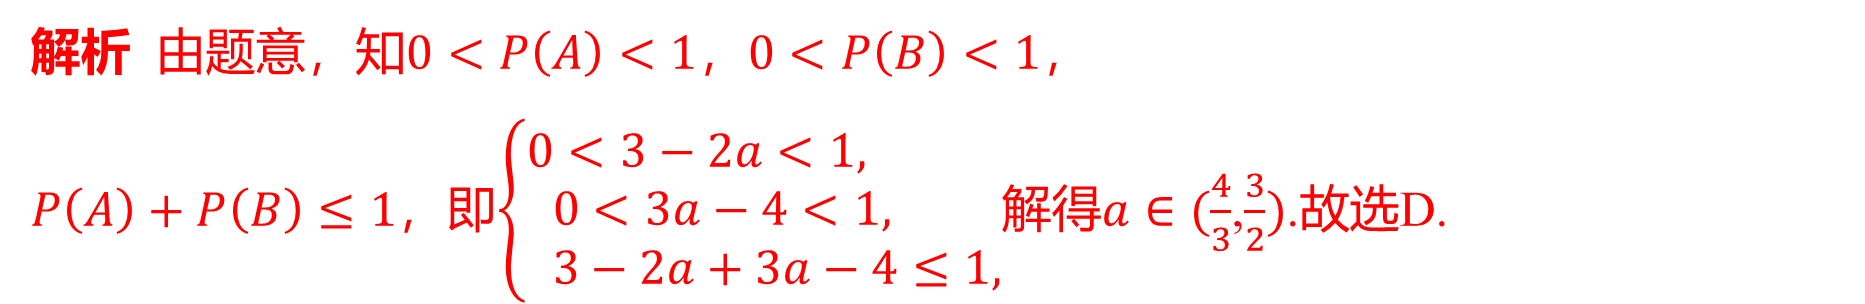 解析 由题意，知0 < P(A) < 1，0 < P(B) < 1，
P(A) + P(B) ≤ 1，即{0 < 3 − 2a < 1, 0 < 3a − 4 < 1, 3 − 2a + 3a − 4 ≤ 1, 解得a ∈ (4/3,3/2).故选D.